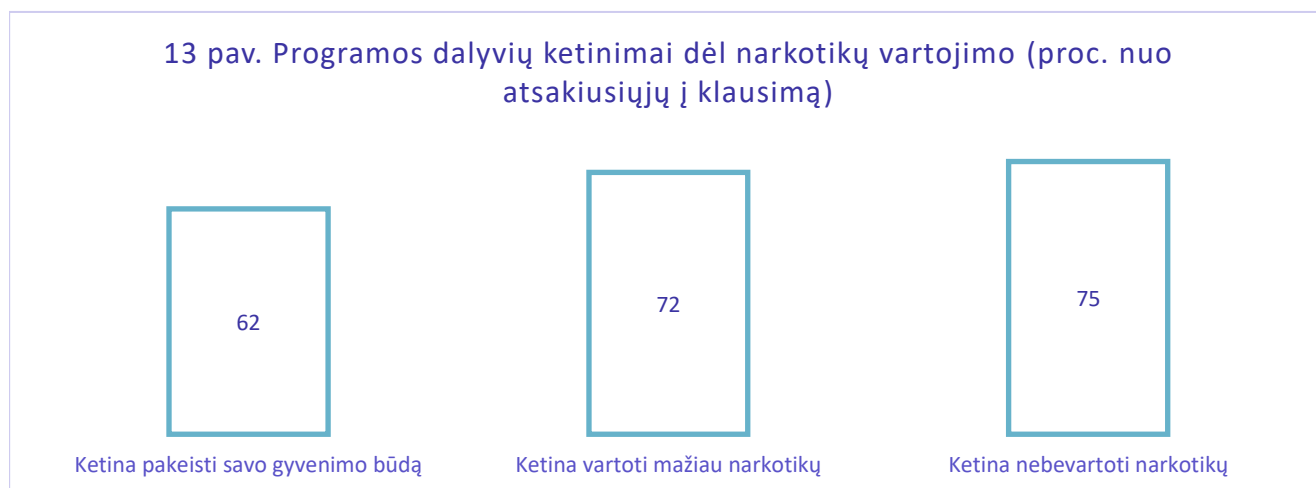 13 pav. Programos dalyvių ketinimai dėl narkotikų vartojimo (proc. nuo
atsakiusiųjų į klausimą)
62
72
75
Ketina pakeisti savo gyvenimo būdą
Ketina vartoti mažiau narkotikų
Ketina nebevartoti narkotikų